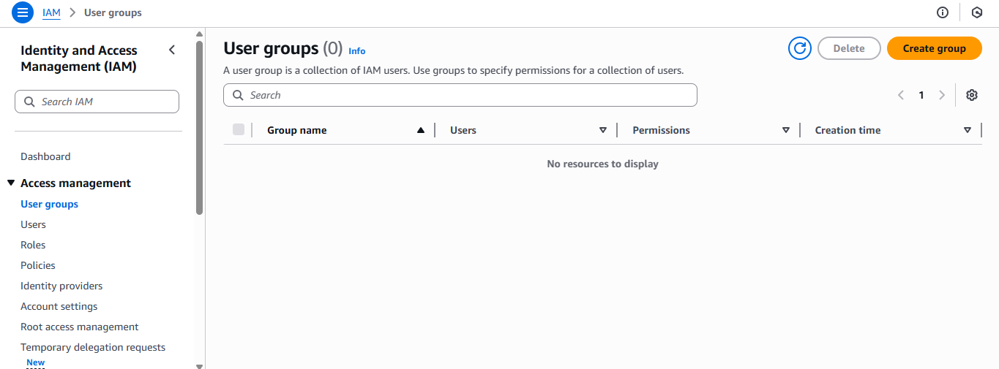 IAM > User groups
Identity and Access
Management (IAM)
Search IAM
Dashboard
Access management
User groups
Users
Roles
Policies
Identity providers
Account settings
Root access management
Temporary delegation requests
New
User groups (0) Info
Delete
Create group
A user group is a collection of IAM users. Use groups to specify permissions for a collection of users.
Search
1
Group name Users Permissions Creation time
No resources to display